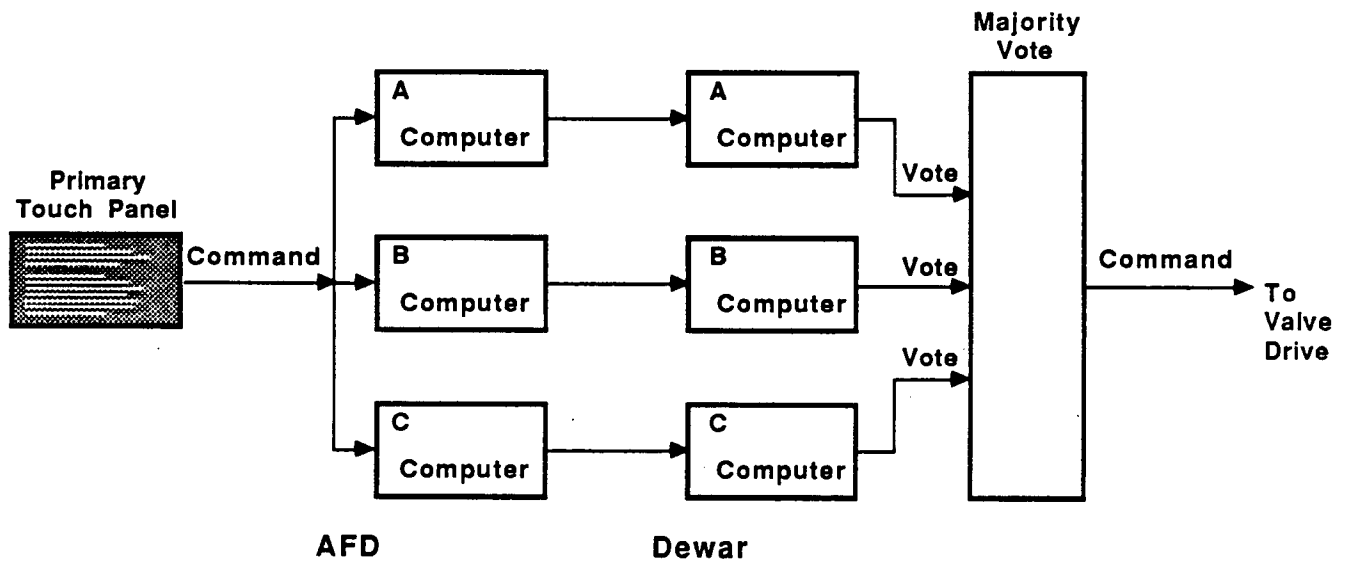 Majority
Vote
A
Computer
A
Computer
Vote
Primary
Touch Panel
Command
B
Computer
B
Computer
Vote
Command
To
Valve
Drive
Vote
C
Computer
C
Computer
AFD
Dewar